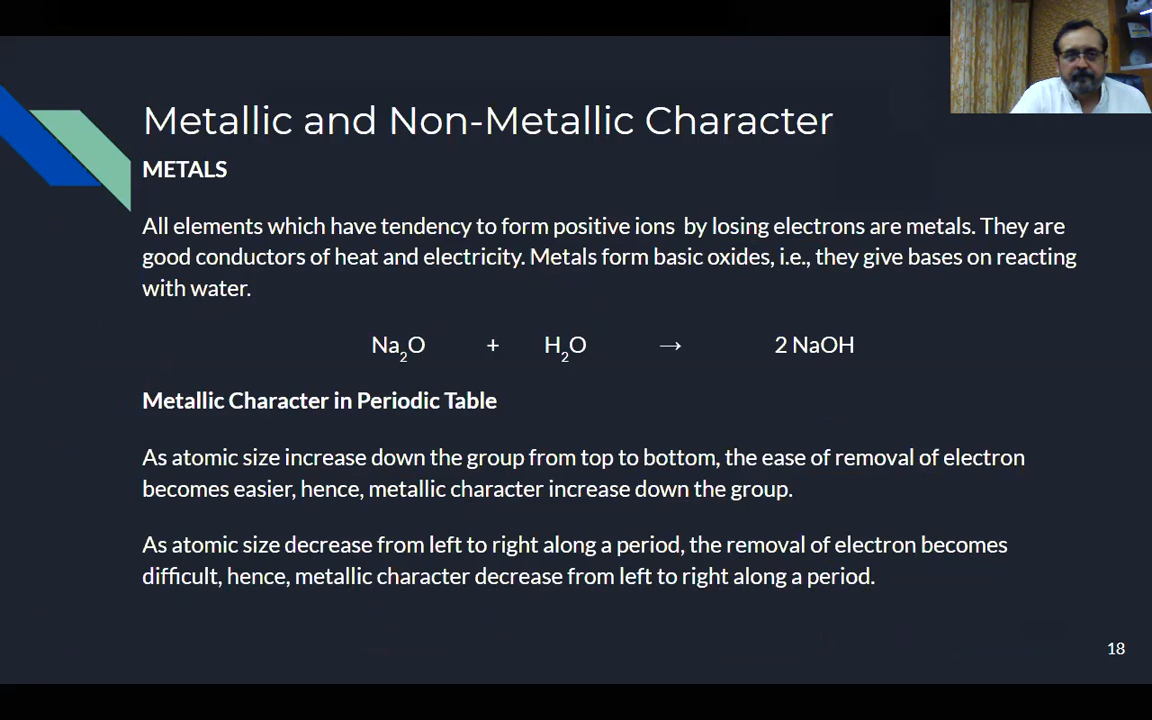 Metallic and Non-Metallic Character
METALS
All elements which have tendency to form positive ions by losing electrons are metals. They are
good conductors of heat and electricity. Metals form basic oxides, i.e., they give bases on reacting
with water.
Na₂O + H₂O → 2 NaOH
Metallic Character in Periodic Table
As atomic size increase down the group from top to bottom, the ease of removal of electron
becomes easier, hence, metallic character increase down the group.
As atomic size decrease from left to right along a period, the removal of electron becomes
difficult, hence, metallic character decrease from left to right along a period.
18